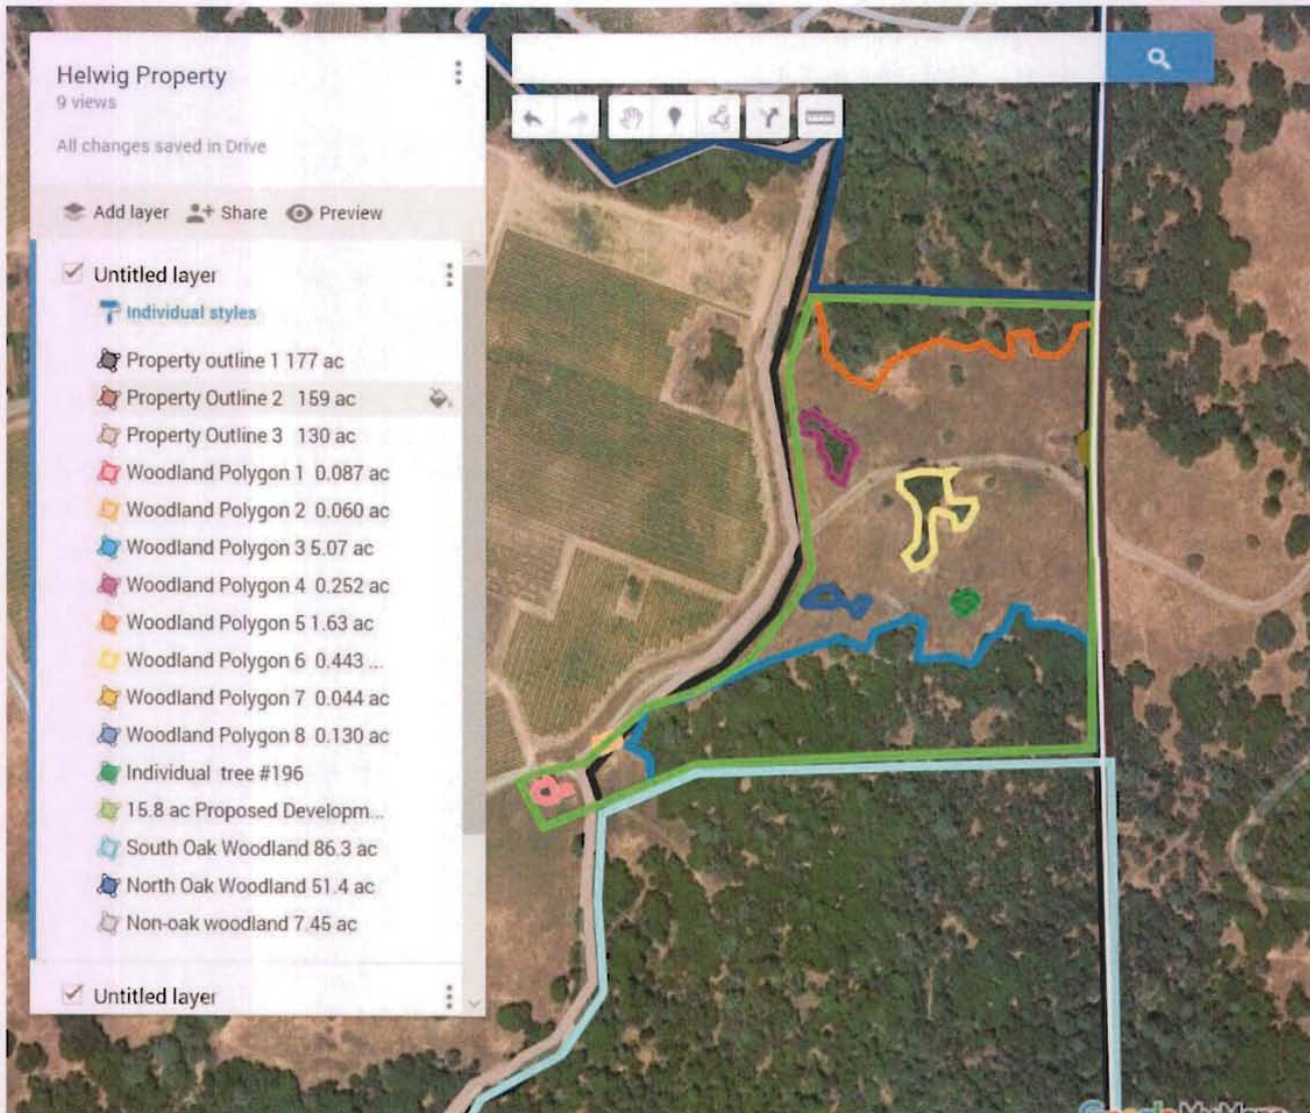 Helwig Property
9 views
All changes saved in Drive
Add layer Share Preview
Untitled layer
Individual styles
Property outline 1 177 ac
Property Outline 2 159 ac
Property Outline 3 130 ac
Woodland Polygon 1 0.087 ac
Woodland Polygon 2 0.060 ac
Woodland Polygon 3 5.07 ac
Woodland Polygon 4 0.252 ac
Woodland Polygon 5 1.63 ac
Woodland Polygon 6 0.443 ...
Woodland Polygon 7 0.044 ac
Woodland Polygon 8 0.130 ac
Individual tree #196
15.8 ac Proposed Developm...
South Oak Woodland 86.3 ac
North Oak Woodland 51.4 ac
Non-oak woodland 7.45 ac
Untitled layer